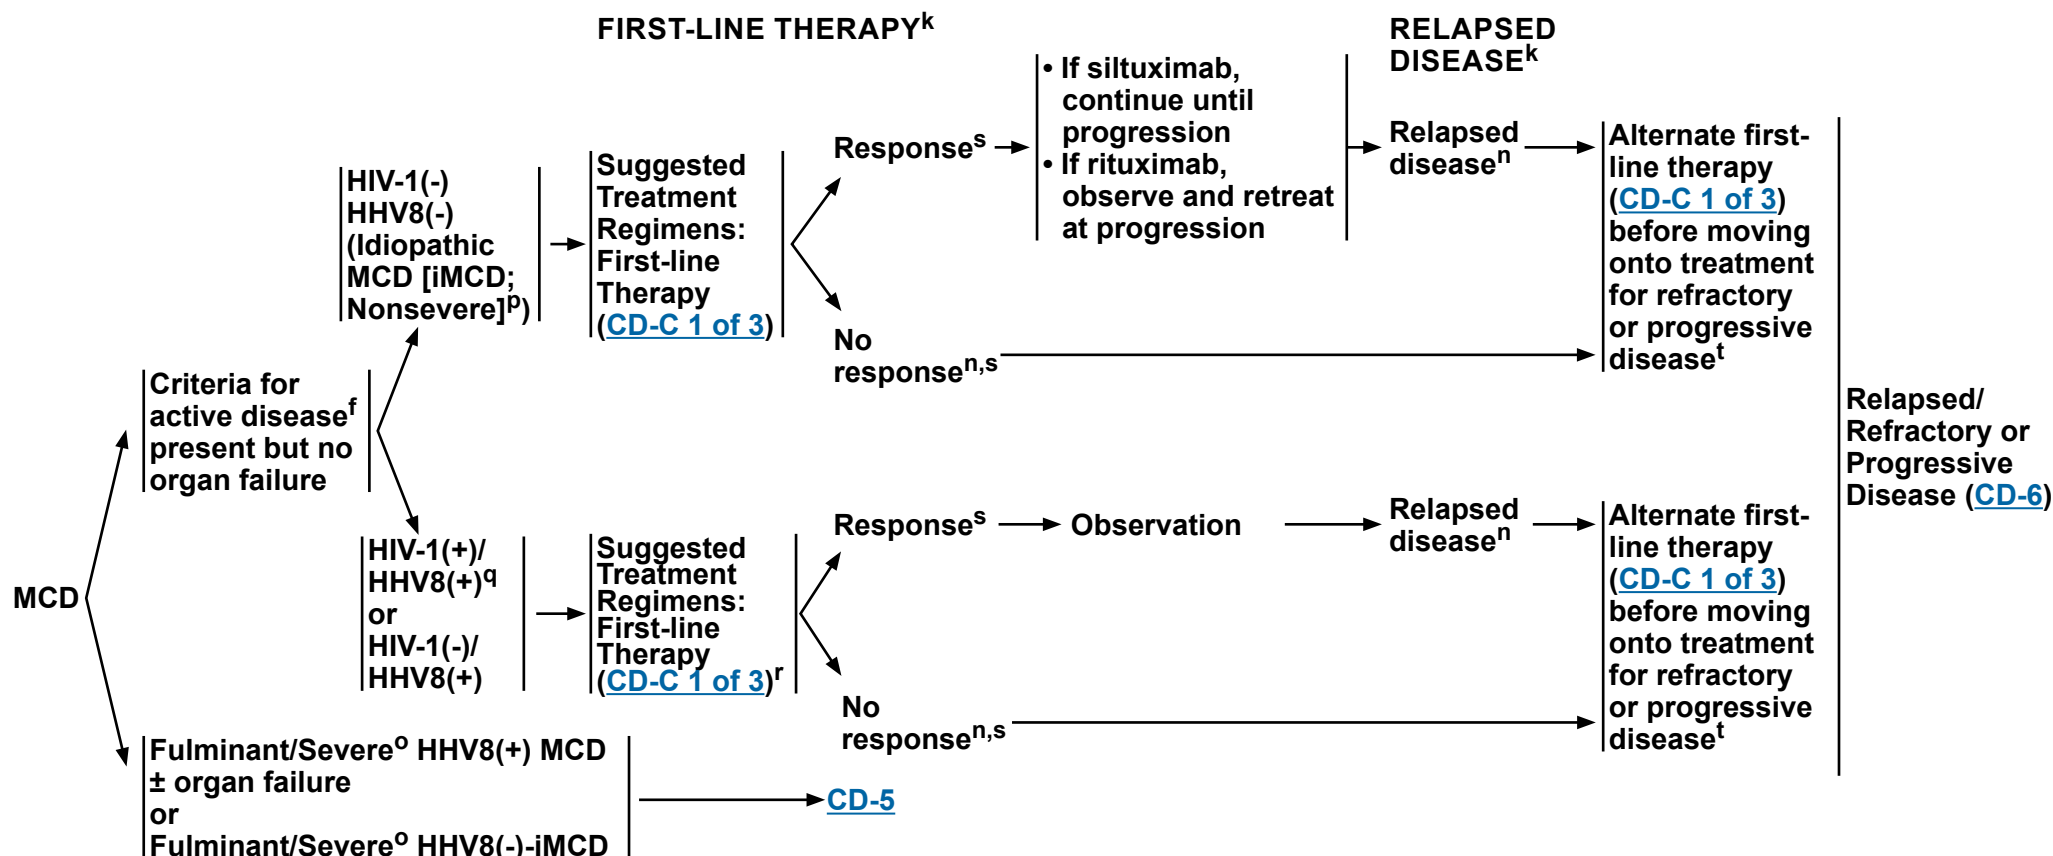 FIRST-LINE THERAPYk
RELAPSED
DISEASEk
• If siltuximab,
continue until
progression
• If rituximab,
observe and retreat
at progression
HIV-1(-)
HHV8(-)
(Idiopathic
MCD [iMCD;
Nonsevere]p)
Suggested
Treatment
Regimens:
First-line
Therapy
(CD-C 1 of 3)
Responses
Relapsed
diseasen
Alternate first-
line therapy
(CD-C 1 of 3)
before moving
onto treatment
for refractory
or progressive
diseaset
No
responsen,s
Criteria for
active diseasef
present but no
organ failure
Relapsed/
Refractory or
Progressive
Disease (CD-6)
MCD
HIV-1(+)/
HHV8(+)q
or
HIV-1(-)/
HHV8(+)
Suggested
Treatment
Regimens:
First-line
Therapy
(CD-C 1 of 3)r
Responses
Observation
Relapsed
diseasen
Alternate first-
line therapy
(CD-C 1 of 3)
before moving
onto treatment
for refractory
or progressive
diseaset
No
responsen,s
Fulminant/Severeo HHV8(+) MCD
± organ failure
or
Fulminant/Severeo HHV8(-)-iMCD
CD-5